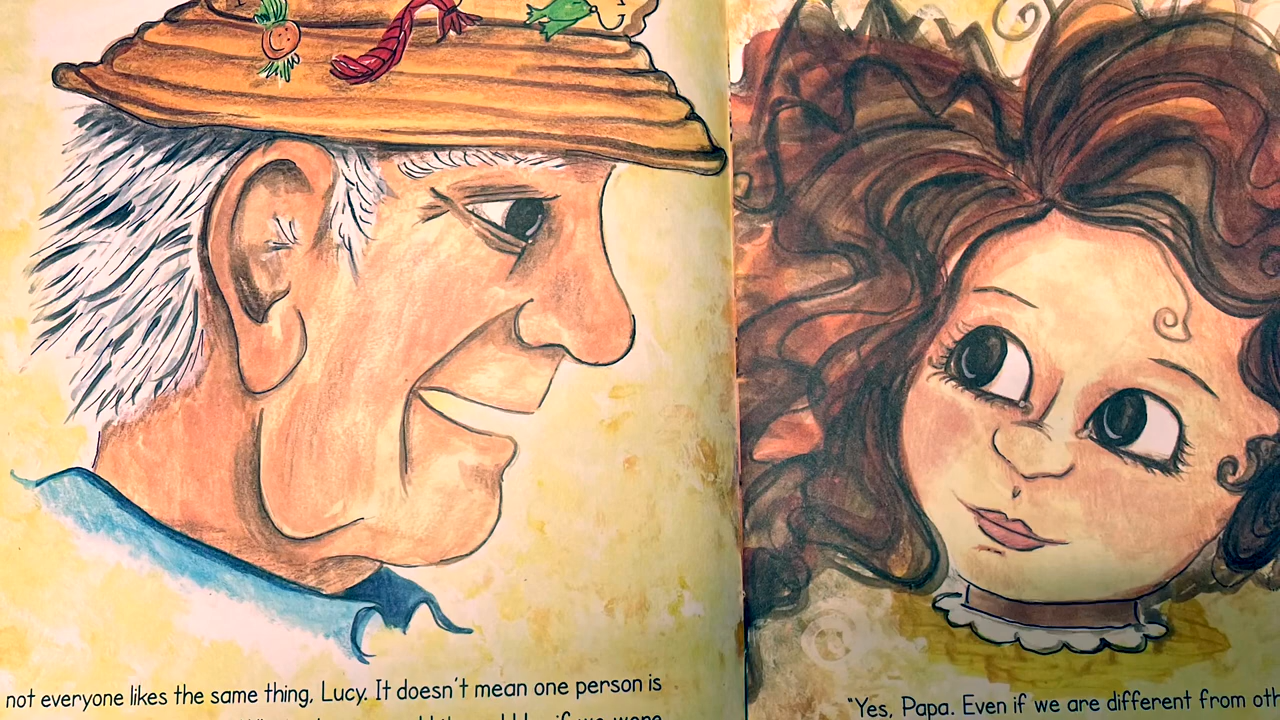 not everyone likes the same thing, Lucy. It doesn't mean one person is
"Yes, Papa. Even if we are different from